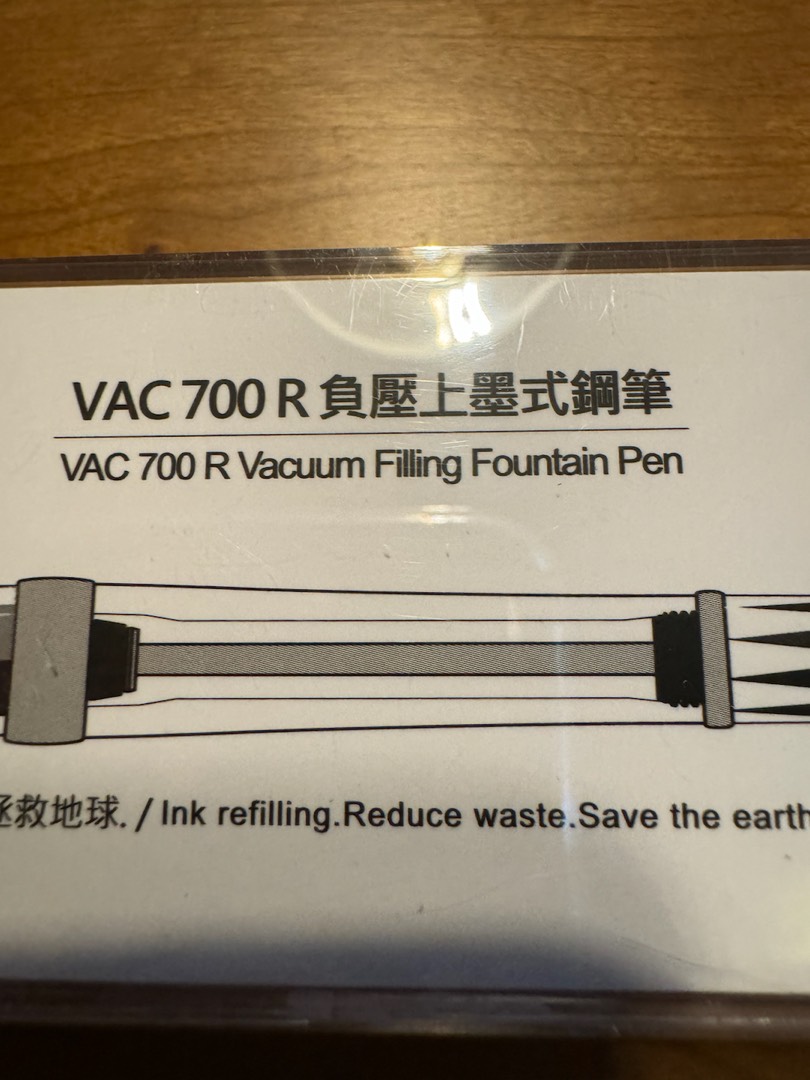 VAC 700 R 負壓上墨式鋼筆
VAC 700 R Vacuum Filling Fountain Pen
拯救地球. / Ink refilling.Reduce waste.Save the earth